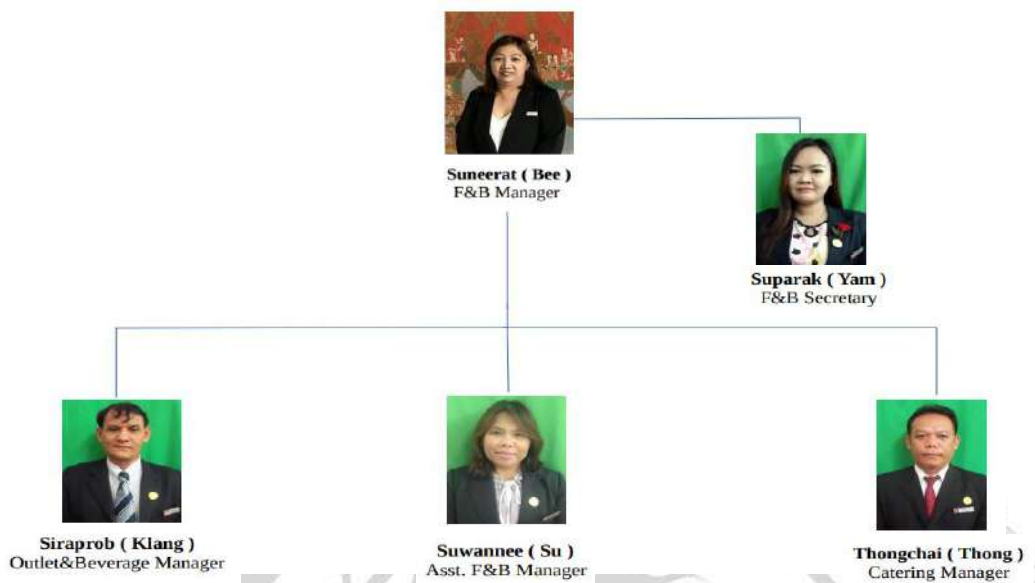 Suneerat ( Bee )
F&B Manager
Suparak ( Yam )
F&B Secretary
Siraprob ( Klang )
Outlet&Beverage Manager
Suwannee ( Su )
Asst. F&B Manager
Thongchai ( Thong )
Catering Manager